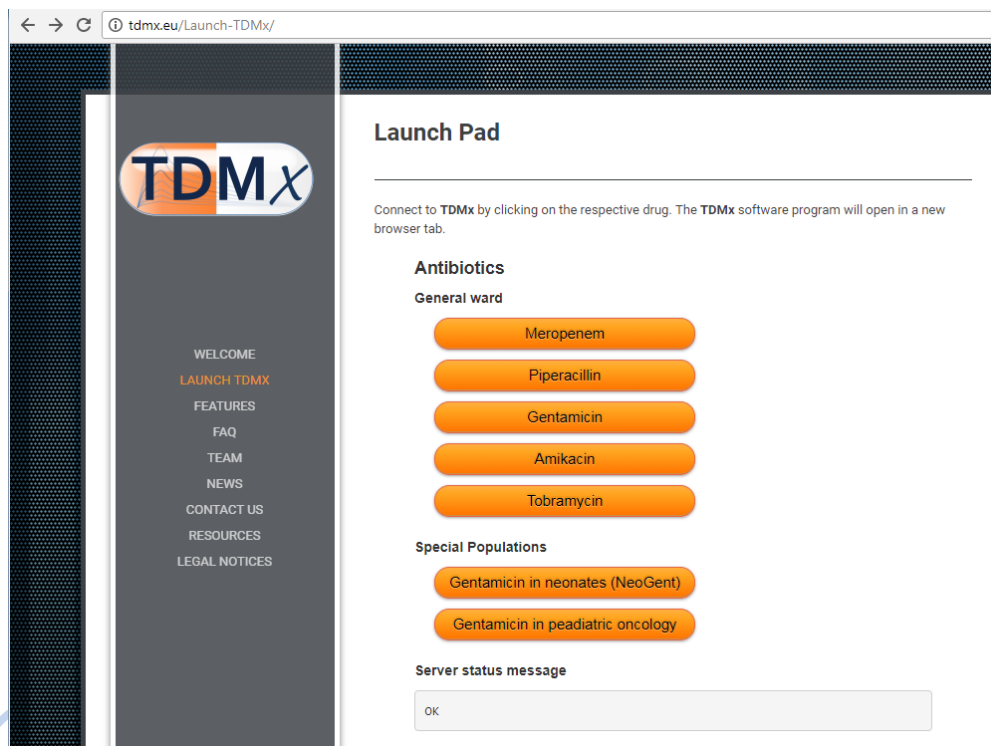 tdmx.eu/Launch-TDMx/
TDMx
WELCOME
LAUNCH TDMX
FEATURES
FAQ
TEAM
NEWS
CONTACT US
RESOURCES
LEGAL NOTICES
Launch Pad
Connect to TDMx by clicking on the respective drug. The TDMx software program will open in a new
browser tab.
Antibiotics
General ward
Meropenem
Piperacillin
Gentamicin
Amikacin
Tobramycin
Special Populations
Gentamicin in neonates (NeoGent)
Gentamicin in peadiatric oncology
Server status message
OK